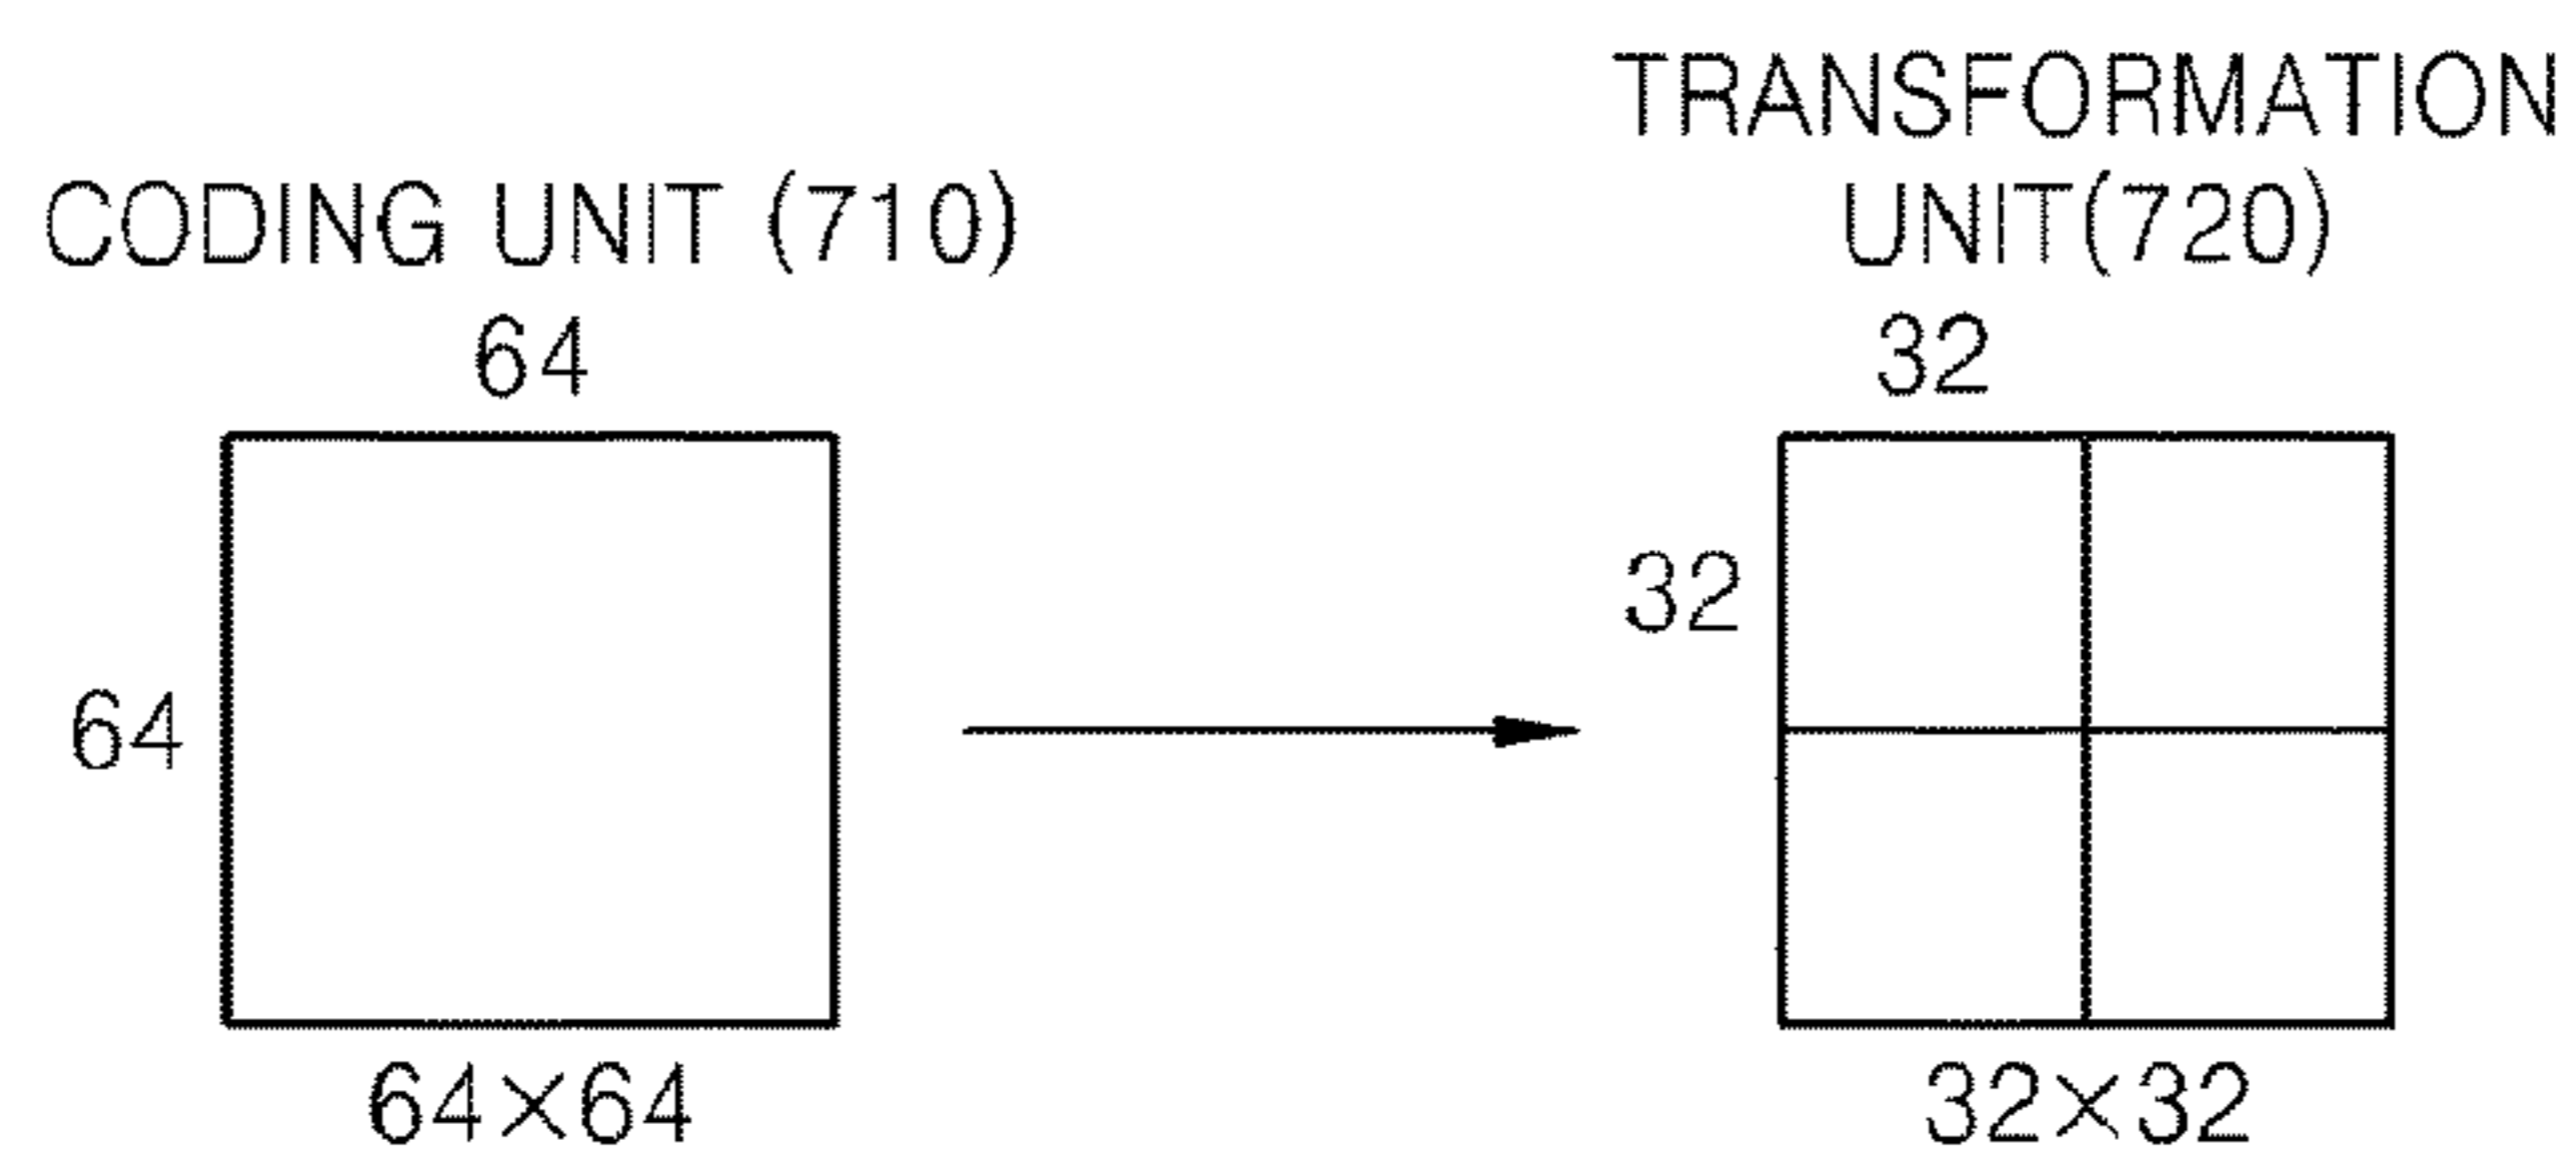 CODING UNIT (710)
64
64
64×64
TRANSFORMATION
UNIT(720)
32
32
32×32